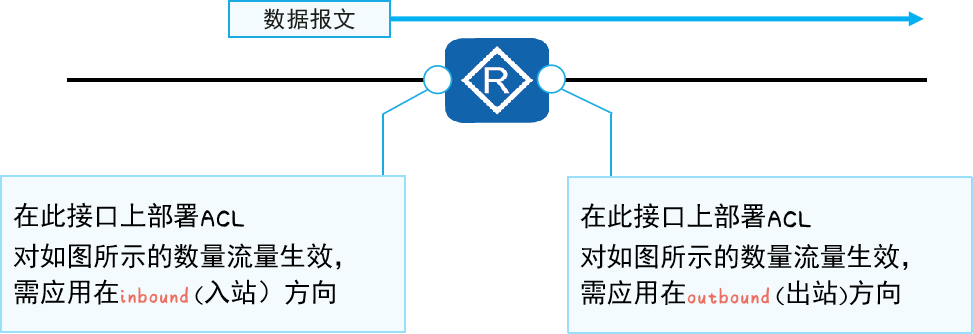 数据报文
R
在此接口上部署ACL
对如图所示的数量流量生效，
需应用在inbound(入站）方向
在此接口上部署ACL
对如图所示的数量流量生效，
需应用在outbound(出站)方向